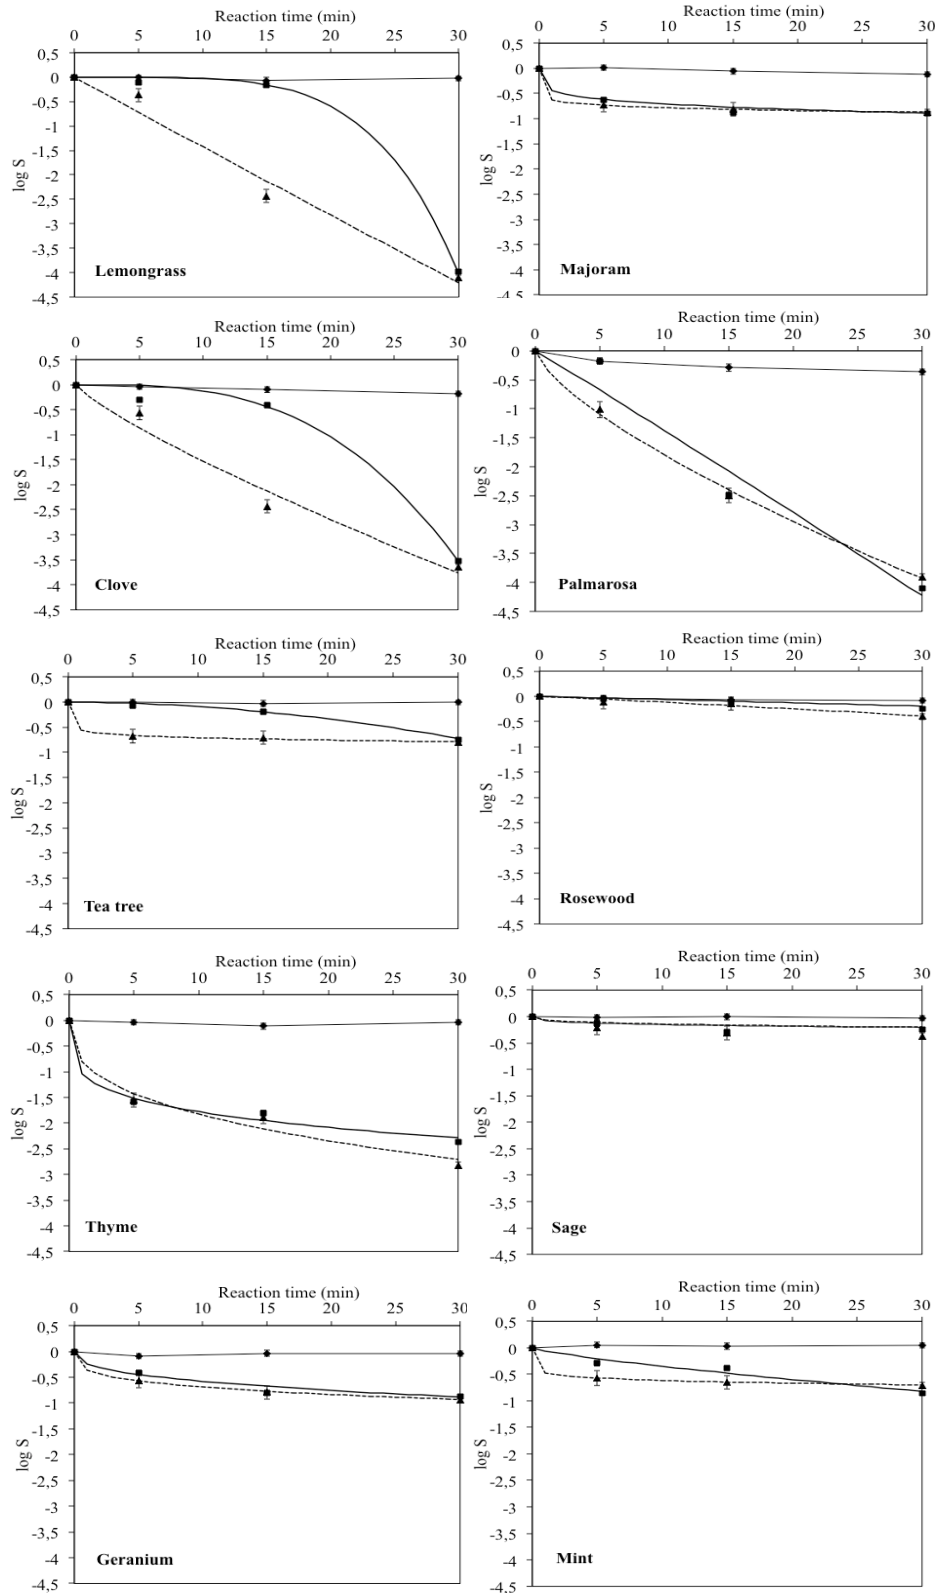 Reaction time (min)
0 5 10 15 20 25 30
0,5
0
-0,5
-1
-1,5
-2
-2,5
-3
-3,5
-4
-4,5
log S
Lemongrass
Reaction time (min)
0 5 10 15 20 25 30
0,5
0
-0,5
-1
-1,5
-2
-2,5
-3
-3,5
-4
-4,5
log S
Majoram
Reaction time (min)
0 5 10 15 20 25 30
0,5
0
-0,5
-1
-1,5
-2
-2,5
-3
-3,5
-4
-4,5
log S
Clove
Reaction time (min)
0 5 10 15 20 25 30
0
-0,5
-1
-1,5
-2
-2,5
-3
-3,5
-4
-4,5
log S
Palmarosa
Reaction time (min)
0 5 10 15 20 25 30
0,5
0
-0,5
-1
-1,5
-2
-2,5
-3
-3,5
-4
-4,5
log S
Tea tree
Reaction time (min)
0 5 10 15 20 25 30
0,5
0
-0,5
-1
-1,5
-2
-2,5
-3
-3,5
-4
-4,5
log S
Rosewood
Reaction time (min)
0 5 10 15 20 25 30
0,5
0
-0,5
-1
-1,5
-2
-2,5
-3
-3,5
-4
-4,5
log S
Thyme
Reaction time (min)
0 5 10 15 20 25 30
0,5
0
-0,5
-1
-1,5
-2
-2,5
-3
-3,5
-4
-4,5
log S
Sage
Reaction time (min)
0 5 10 15 20 25 30
0,5
0
-0,5
-1
-1,5
-2
-2,5
-3
-3,5
-4
-4,5
log S
Geranium
Reaction time (min)
0 5 10 15 20 25 30
0,5
0
-0,5
-1
-1,5
-2
-2,5
-3
-3,5
-4
-4,5
log S
Mint